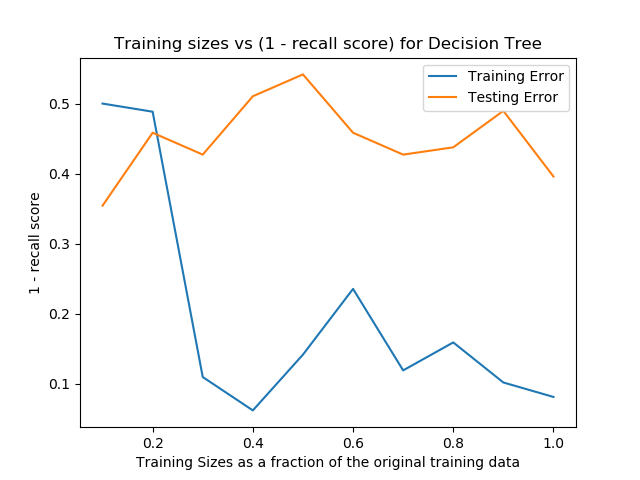 Training sizes vs (1 - recall score) for Decision Tree
Training Error
Testing Error
1 - recall score
0.5
0.4
0.3
0.2
0.1
0.2 0.4 0.6 0.8 1.0
Training Sizes as a fraction of the original training data